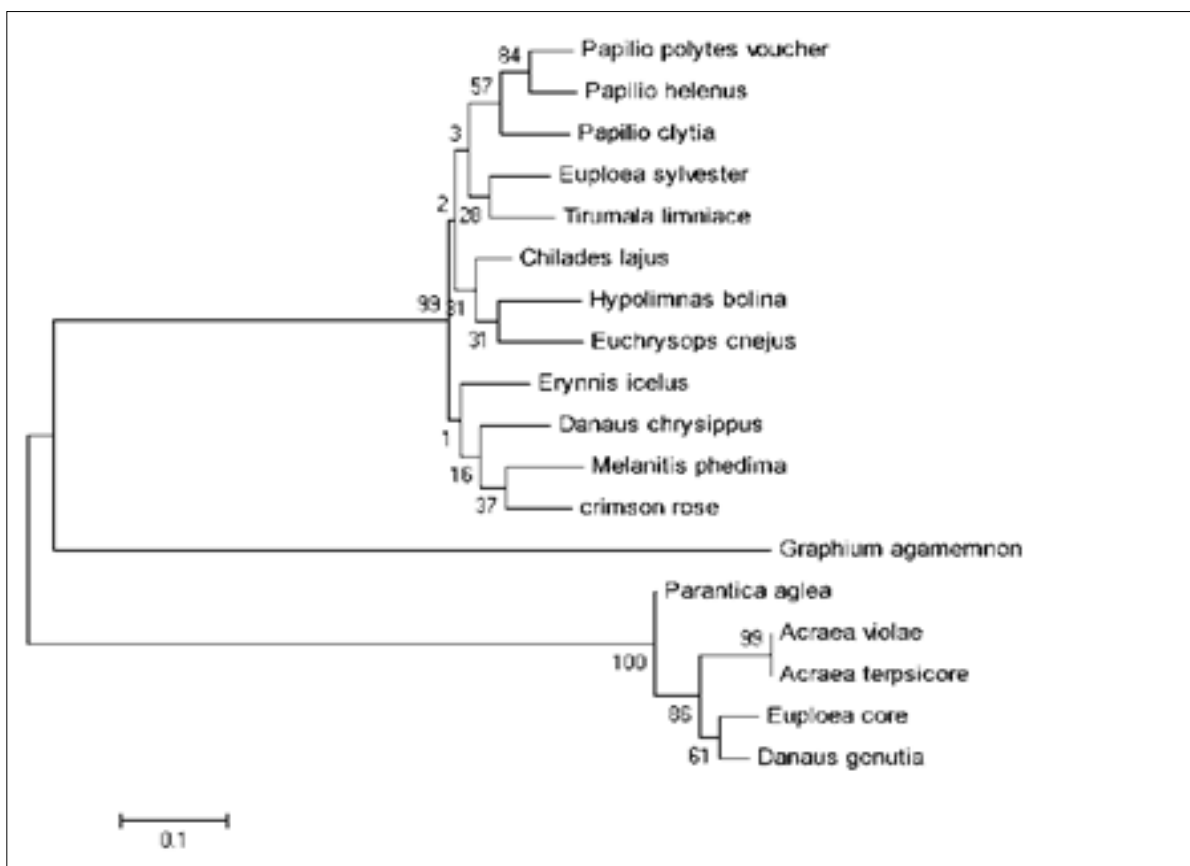 84
Papilio polytes voucher
57
Papilio helenus
3
Papilio clytia
Euploea sylvester
2
28
Tirumala limniace
Chilades lajus
99
31
Hypolimnas bolina
31
Euchrysops cnejus
Erynnis icelus
1
Danaus chrysippus
16
Melanitis phedima
37
crimson rose
Graphium agamemnon
Parantica aglea
99
Acraea violae
100
Acraea terpsicore
86
Euploea core
61
Danaus genutia
0.1